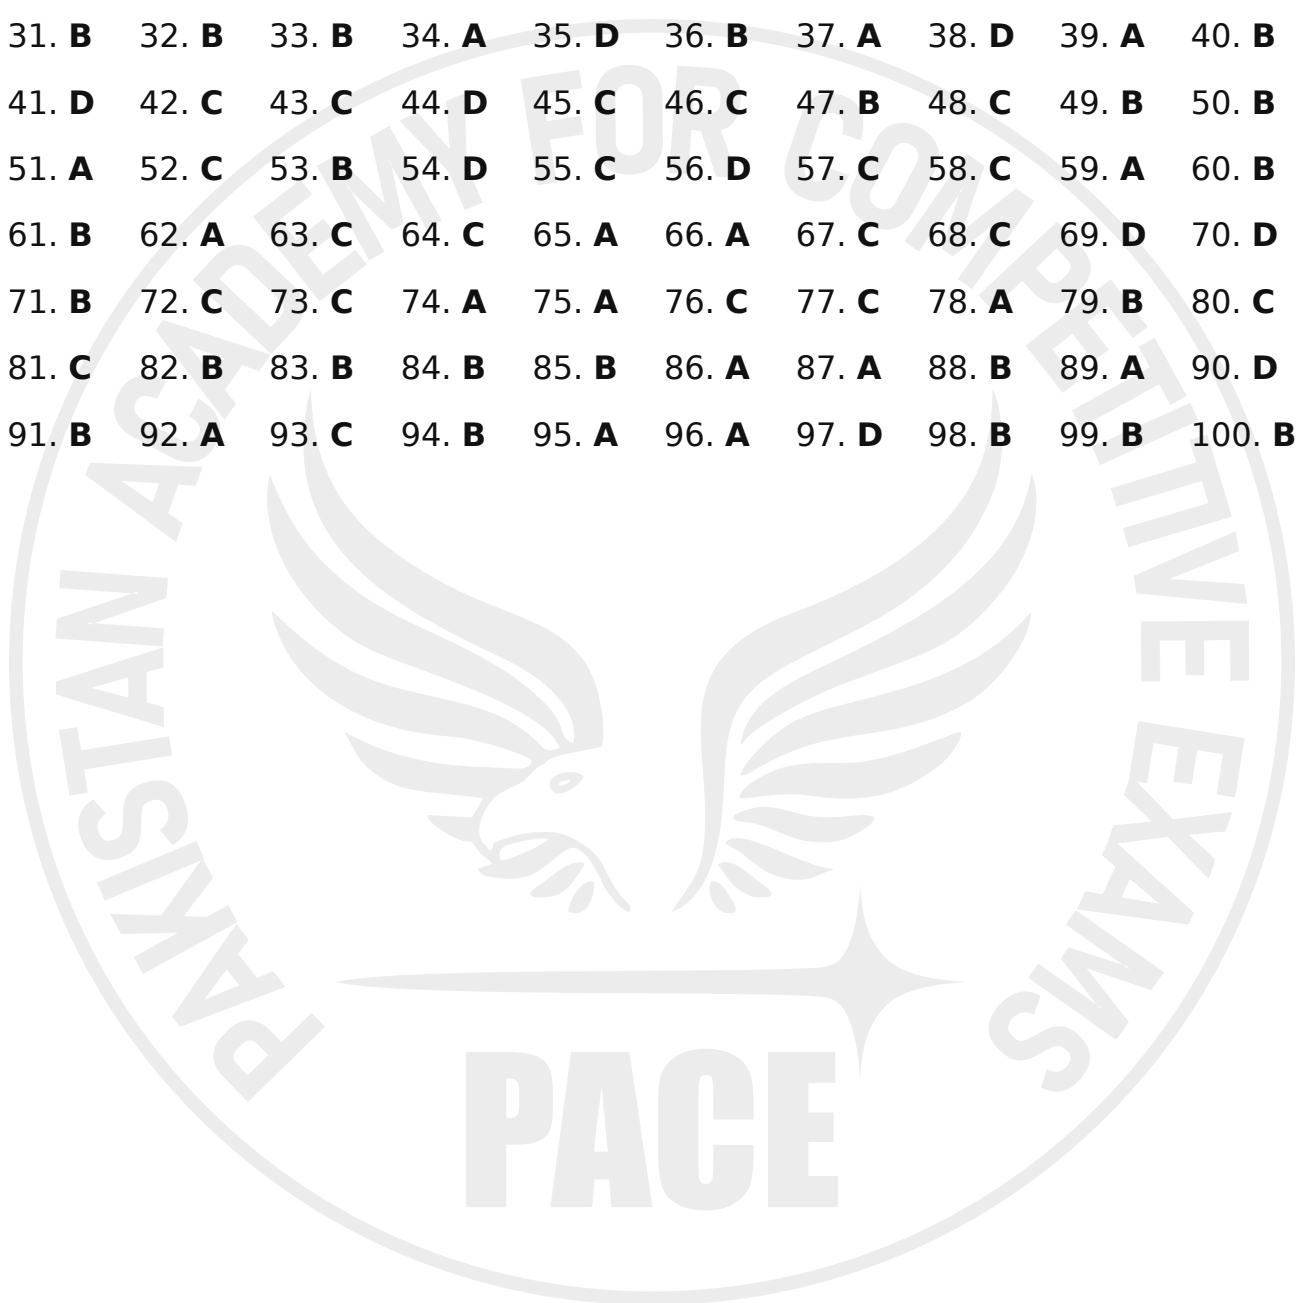 31. B 32. B 33. B 34. A 35. D 36. B 37. A 38. D 39. A 40. B
41. D 42. C 43. C 44. D 45. C 46. C 47. B 48. C 49. B 50. B
51. A 52. C 53. B 54. D 55. C 56. D 57. C 58. C 59. A 60. B
61. B 62. A 63. C 64. C 65. A 66. A 67. C 68. C 69. D 70. D
71. B 72. C 73. C 74. A 75. A 76. C 77. C 78. A 79. B 80. C
81. C 82. B 83. B 84. B 85. B 86. A 87. A 88. B 89. A 90. D
91. B 92. A 93. C 94. B 95. A 96. A 97. D 98. B 99. B 100. B
PAKISTAN ACADEMY FOR COMPETITIVE EXAMS
PACE